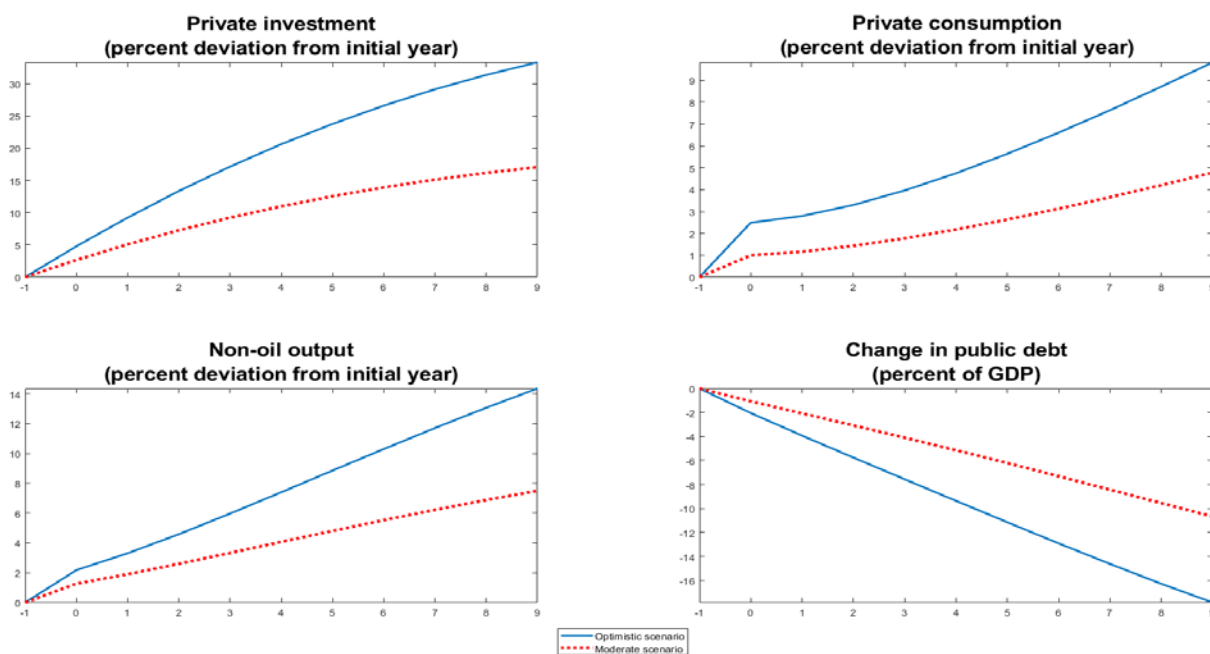 Private investment
(percent deviation from initial year)
30
25
20
15
10
5
0
-1 0 1 2 3 4 5 6 7 8 9
Private consumption
(percent deviation from initial year)
9
8
7
6
5
4
3
2
1
0
-1 0 1 2 3 4 5 6 7 8 9
Non-oil output
(percent deviation from initial year)
14
12
10
8
6
4
2
0
-1 0 1 2 3 4 5 6 7 8 9
Change in public debt
(percent of GDP)
0
-2
-4
-6
-8
-10
-12
-14
-16
-1 0 1 2 3 4 5 6 7 8 9
Optimistic scenario
Moderate scenario